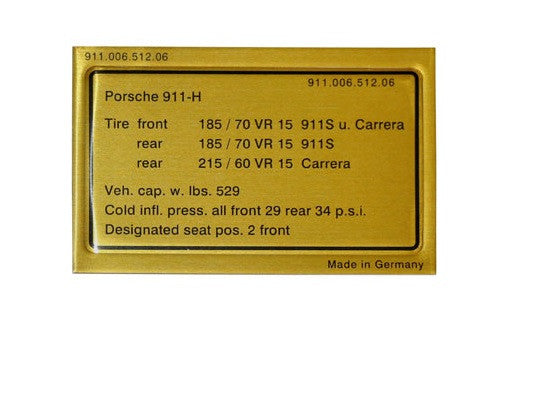 911.006.512.06
911.006.512.06
Porsche 911-H
Tire front 185 / 70 VR 15 911S u. Carrera
rear 185 / 70 VR 15 911S
rear 215 / 60 VR 15 Carrera
Veh. cap. w. lbs. 529
Cold infl. press. all front 29 rear 34 p.s.i.
Designated seat pos. 2 front
Made in Germany